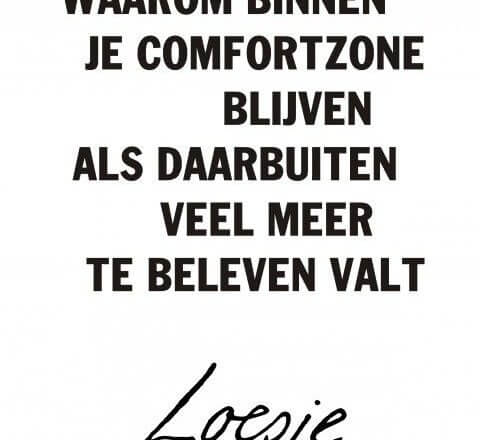 WAAROM BINNEN
JE COMFORTZONE
BLIJVEN
ALS DAARBUITEN
VEEL MEER
TE BELEVEN VALT
Loesje